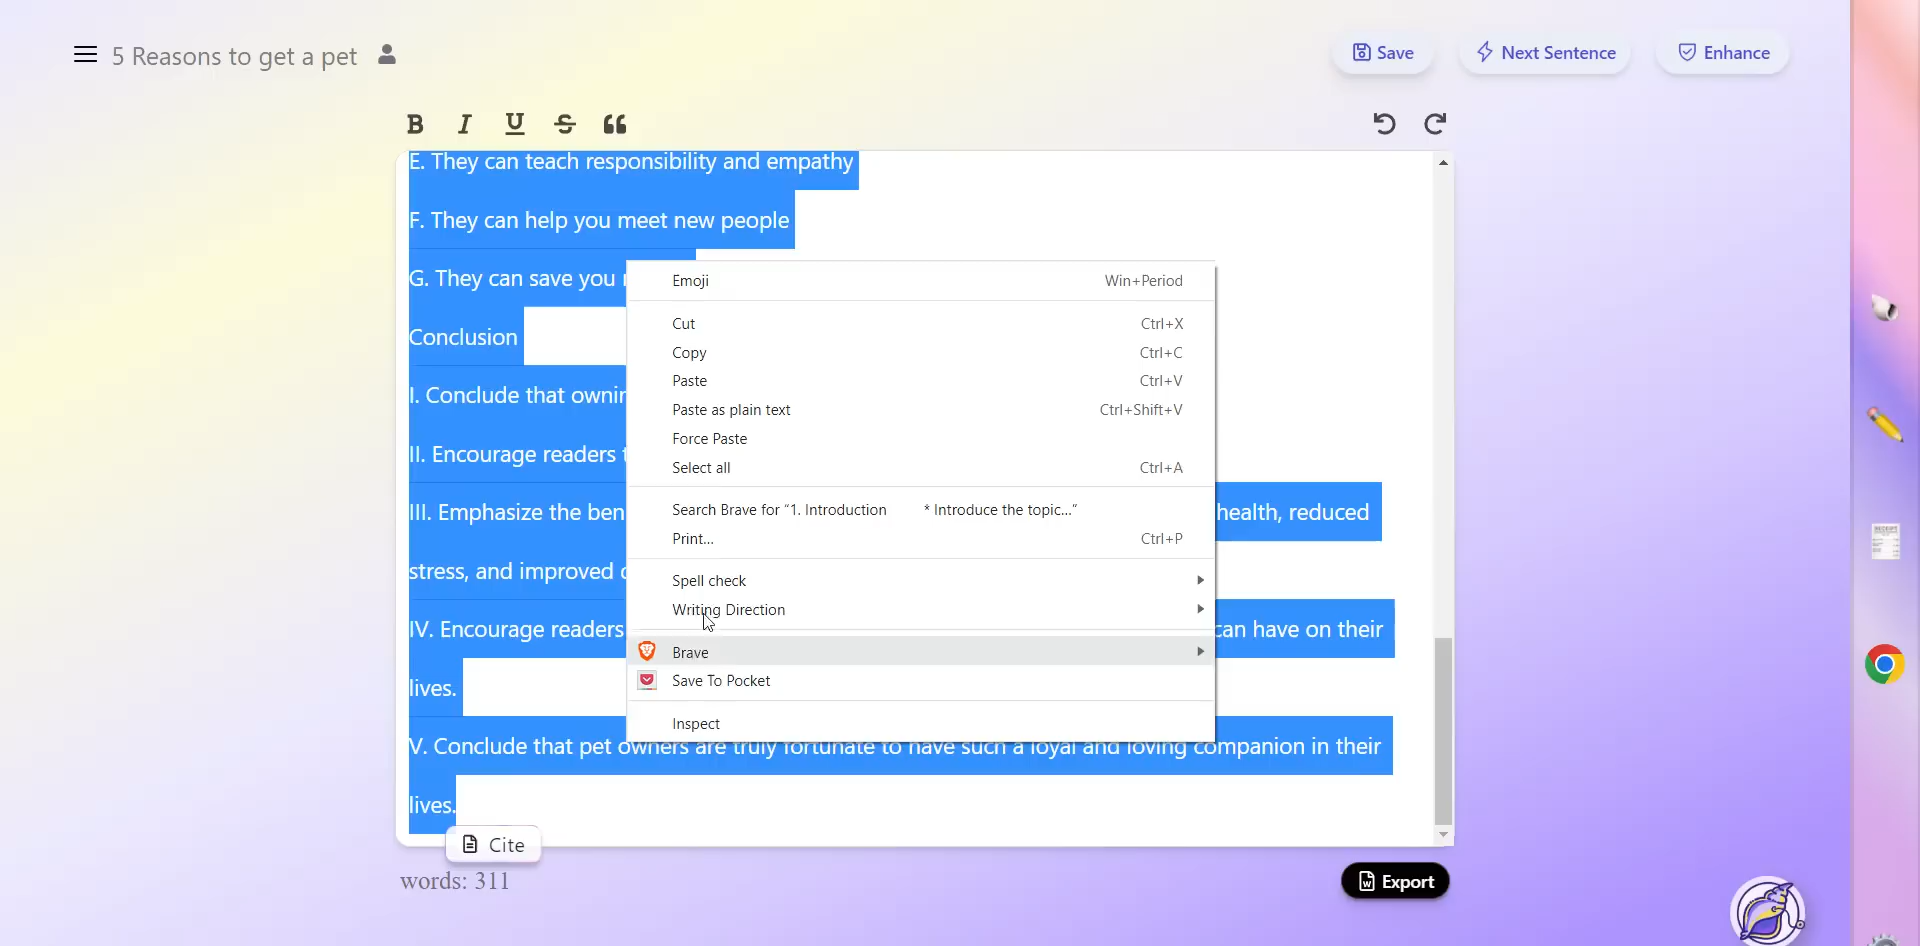 5 Reasons to get a pet
Save
Next Sentence
Enhance
B I U S
E. They can teach responsibility and empathy
F. They can help you meet new people
G. They can save you
Conclusion
I. Conclude that
II. Encourage readers
III. Emphasize the health, reduced
stress, and improved
IV. Encourage readers can have on their
lives.
V. Conclude that pet owners are truly fortunate to have such a loyal and loving companion in their
lives.
Emoji Win+Period
Cut Ctrl+X
Copy Ctrl+C
Paste Ctrl+V
Paste as plain text Ctrl+Shift+V
Force Paste
Select all Ctrl+A
Search Brave for “1. Introduction * Introduce the topic...”
Print... Ctrl+P
Spell check
Writing Direction
Brave
Save To Pocket
Inspect
Cite
words: 311
Export
RECEIPT